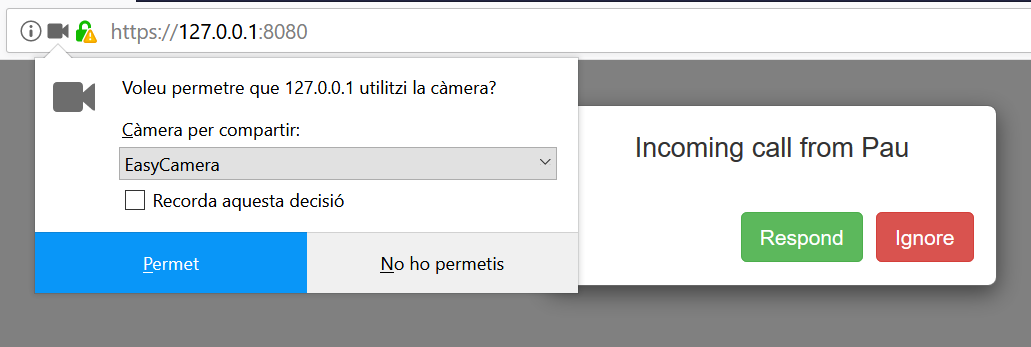 https://127.0.0.1:8080
Voleu permetre que 127.0.0.1 utilitzi la càmera?
Càmera per compartir:
EasyCamera
Recorda aquesta decisió
Permet
No ho permetis
Incoming call from Pau
Respond
Ignore